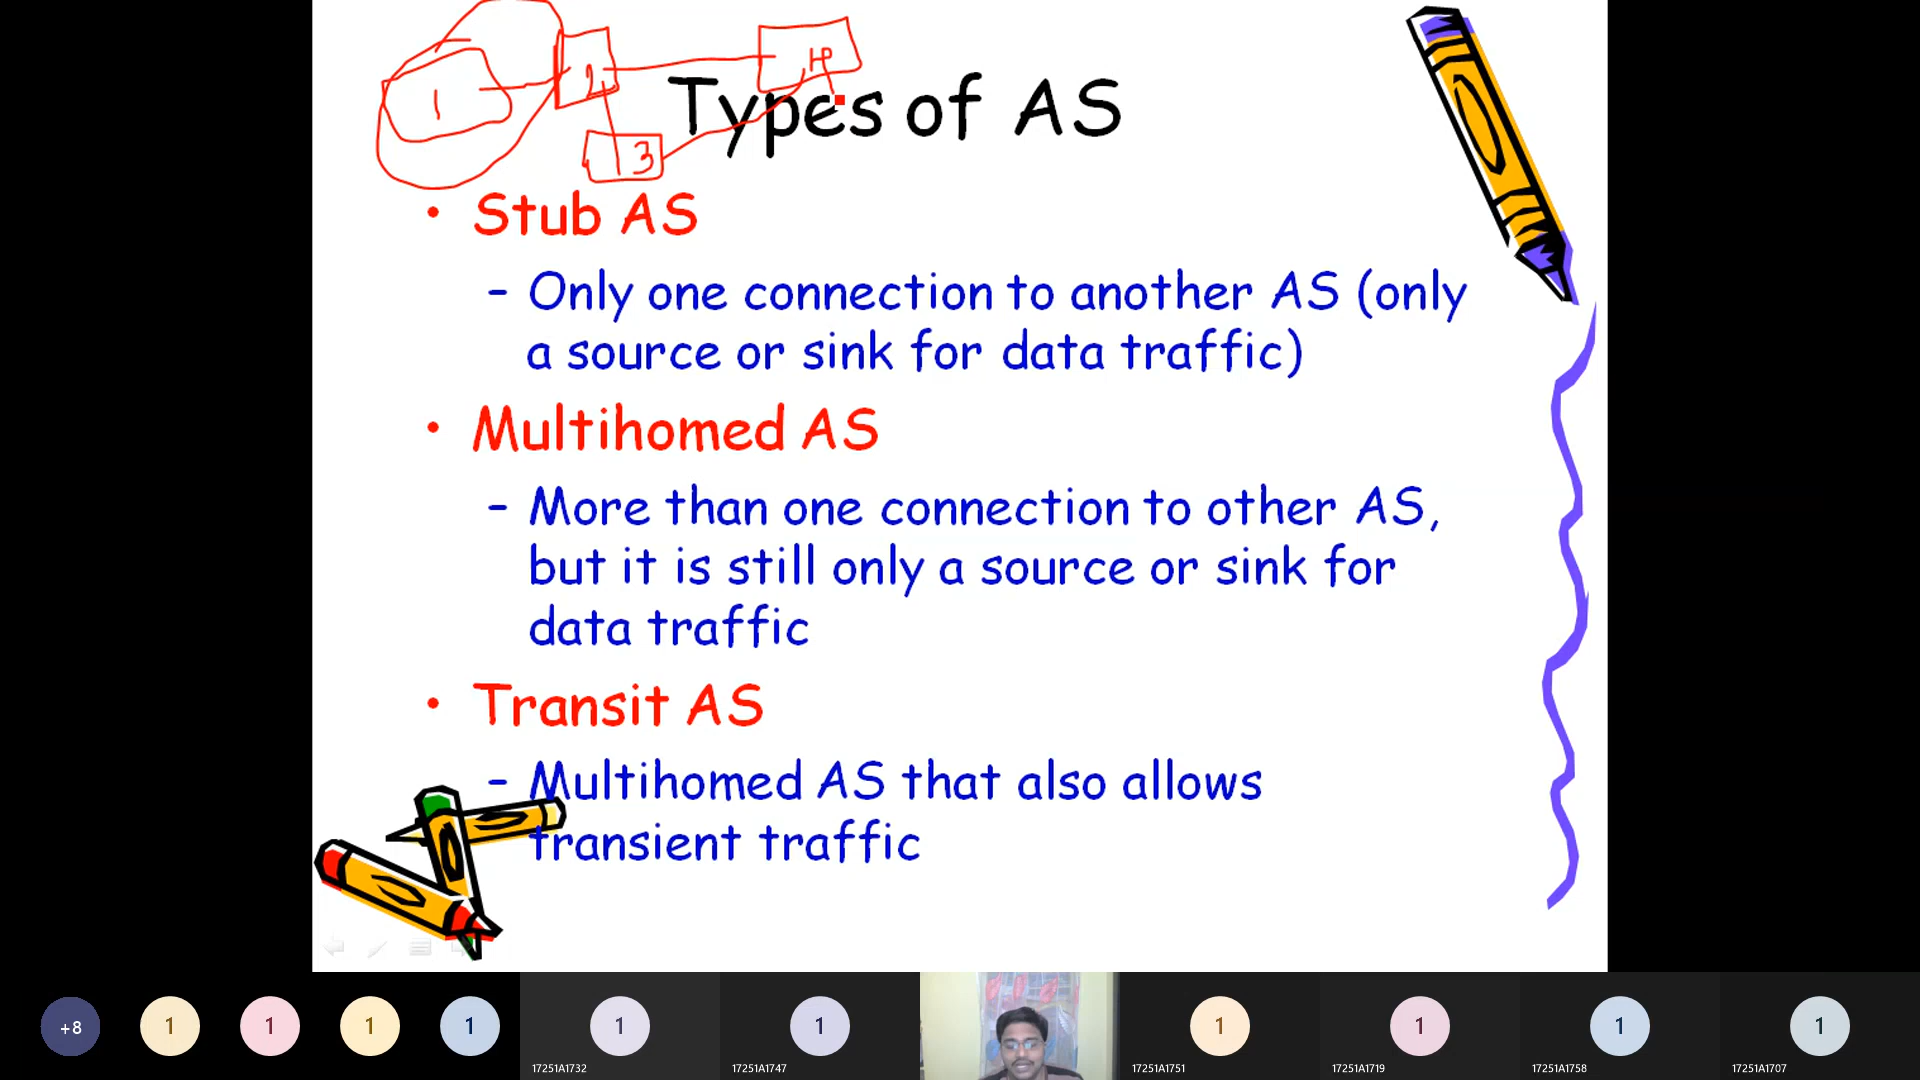 1
2
3
Types of AS
• Stub AS
– Only one connection to another AS (only
a source or sink for data traffic)
• Multihomed AS
– More than one connection to other AS,
but it is still only a source or sink for
data traffic
• Transit AS
– Multihomed AS that also allows
transient traffic
+8 1 1 1 1 1 1 1 1 1 1
17251A1732 17251A1747 17251A1751 17251A1719 17251A1758 17251A1707